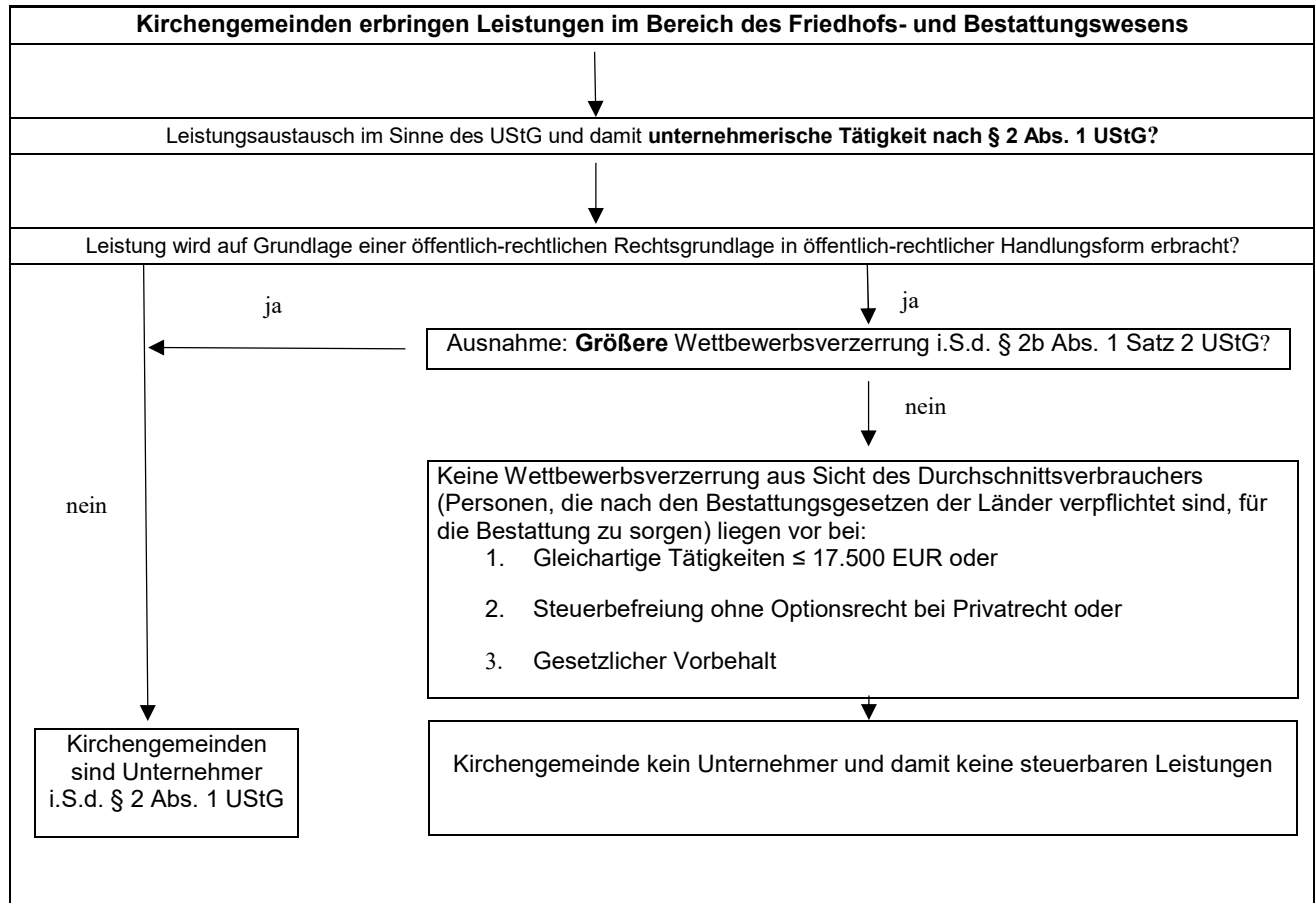 Kirchengemeinden erbringen Leistungen im Bereich des Friedhofs- und Bestattungswesens
Leistungsaustausch im Sinne des UStG und damit unternehmerische Tätigkeit nach § 2 Abs. 1 UStG?
Leistung wird auf Grundlage einer öffentlich-rechtlichen Rechtsgrundlage in öffentlich-rechtlicher Handlungsform erbracht?
ja
ja
Ausnahme: Größere Wettbewerbsverzerrung i.S.d. § 2b Abs. 1 Satz 2 UStG?
nein
nein
Keine Wettbewerbsverzerrung aus Sicht des Durchschnittsverbrauchers
(Personen, die nach den Bestattungsgesetzen der Länder verpflichtet sind, für
die Bestattung zu sorgen) liegen vor bei:
1. Gleichartige Tätigkeiten ≤ 17.500 EUR oder
2. Steuerbefreiung ohne Optionsrecht bei Privatrecht oder
3. Gesetzlicher Vorbehalt
Kirchengemeinden
sind Unternehmer
i.S.d. § 2 Abs. 1 UStG
Kirchengemeinde kein Unternehmer und damit keine steuerbaren Leistungen